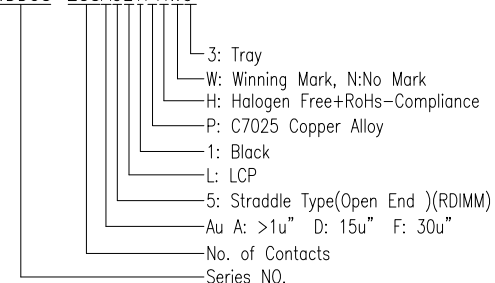 3: Tray
W: Winning Mark, N:No Mark
H: Halogen Free+RoHs-Compliance
P: C7025 Copper Alloy
1: Black
L: LCP
5: Straddle Type(Open End )(RDIMM)
Au A: >1u" D: 15u" F: 30u"
No. of Contacts
Series NO.